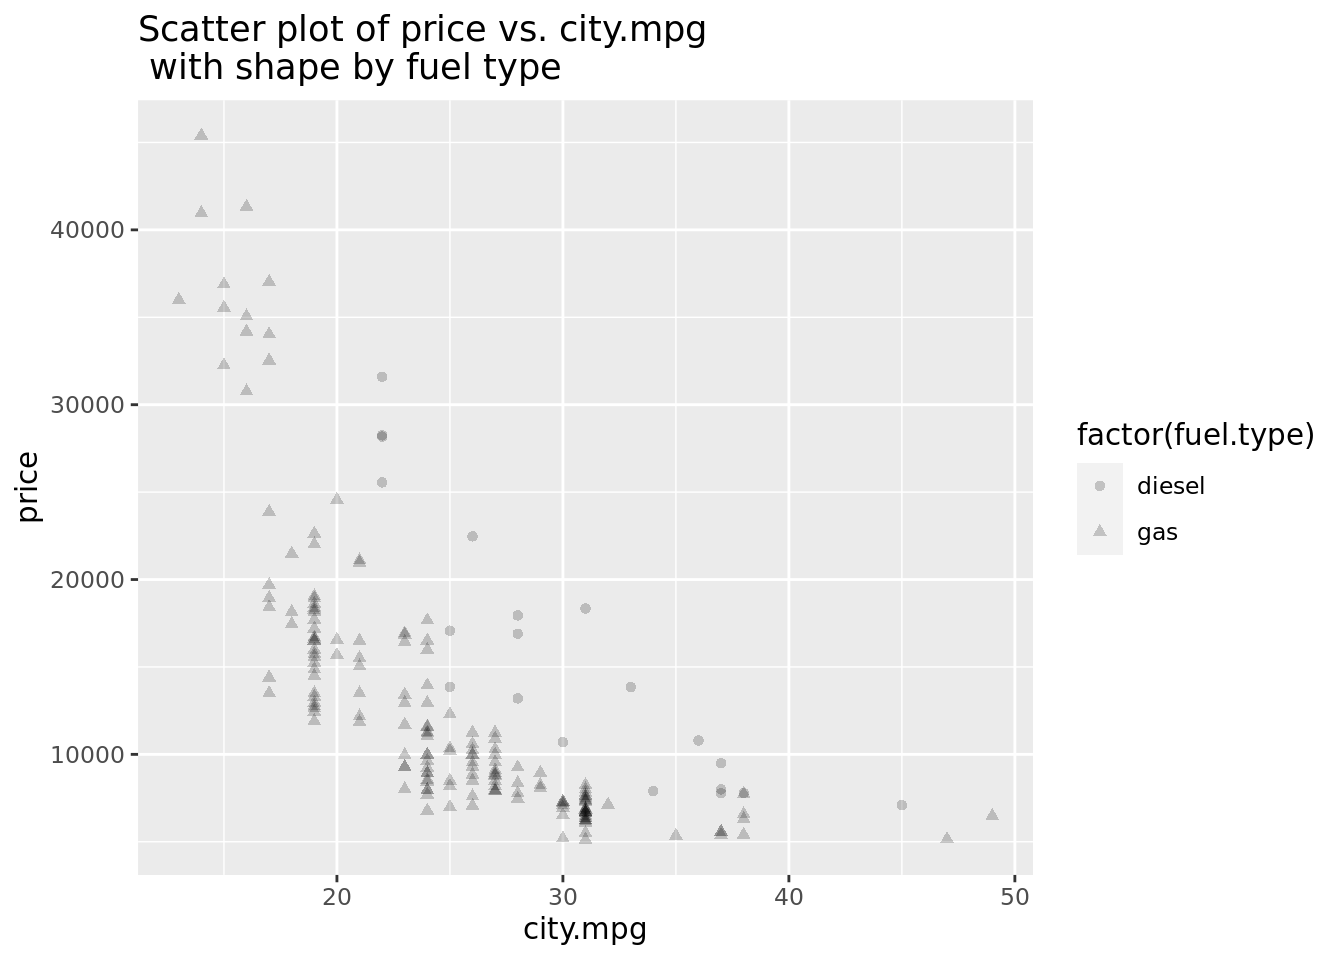 Scatter plot of price vs. city.mpg
with shape by fuel type
40000
30000
20000
10000
price
20 30 40 50
city.mpg
factor(fuel.type)
diesel
gas